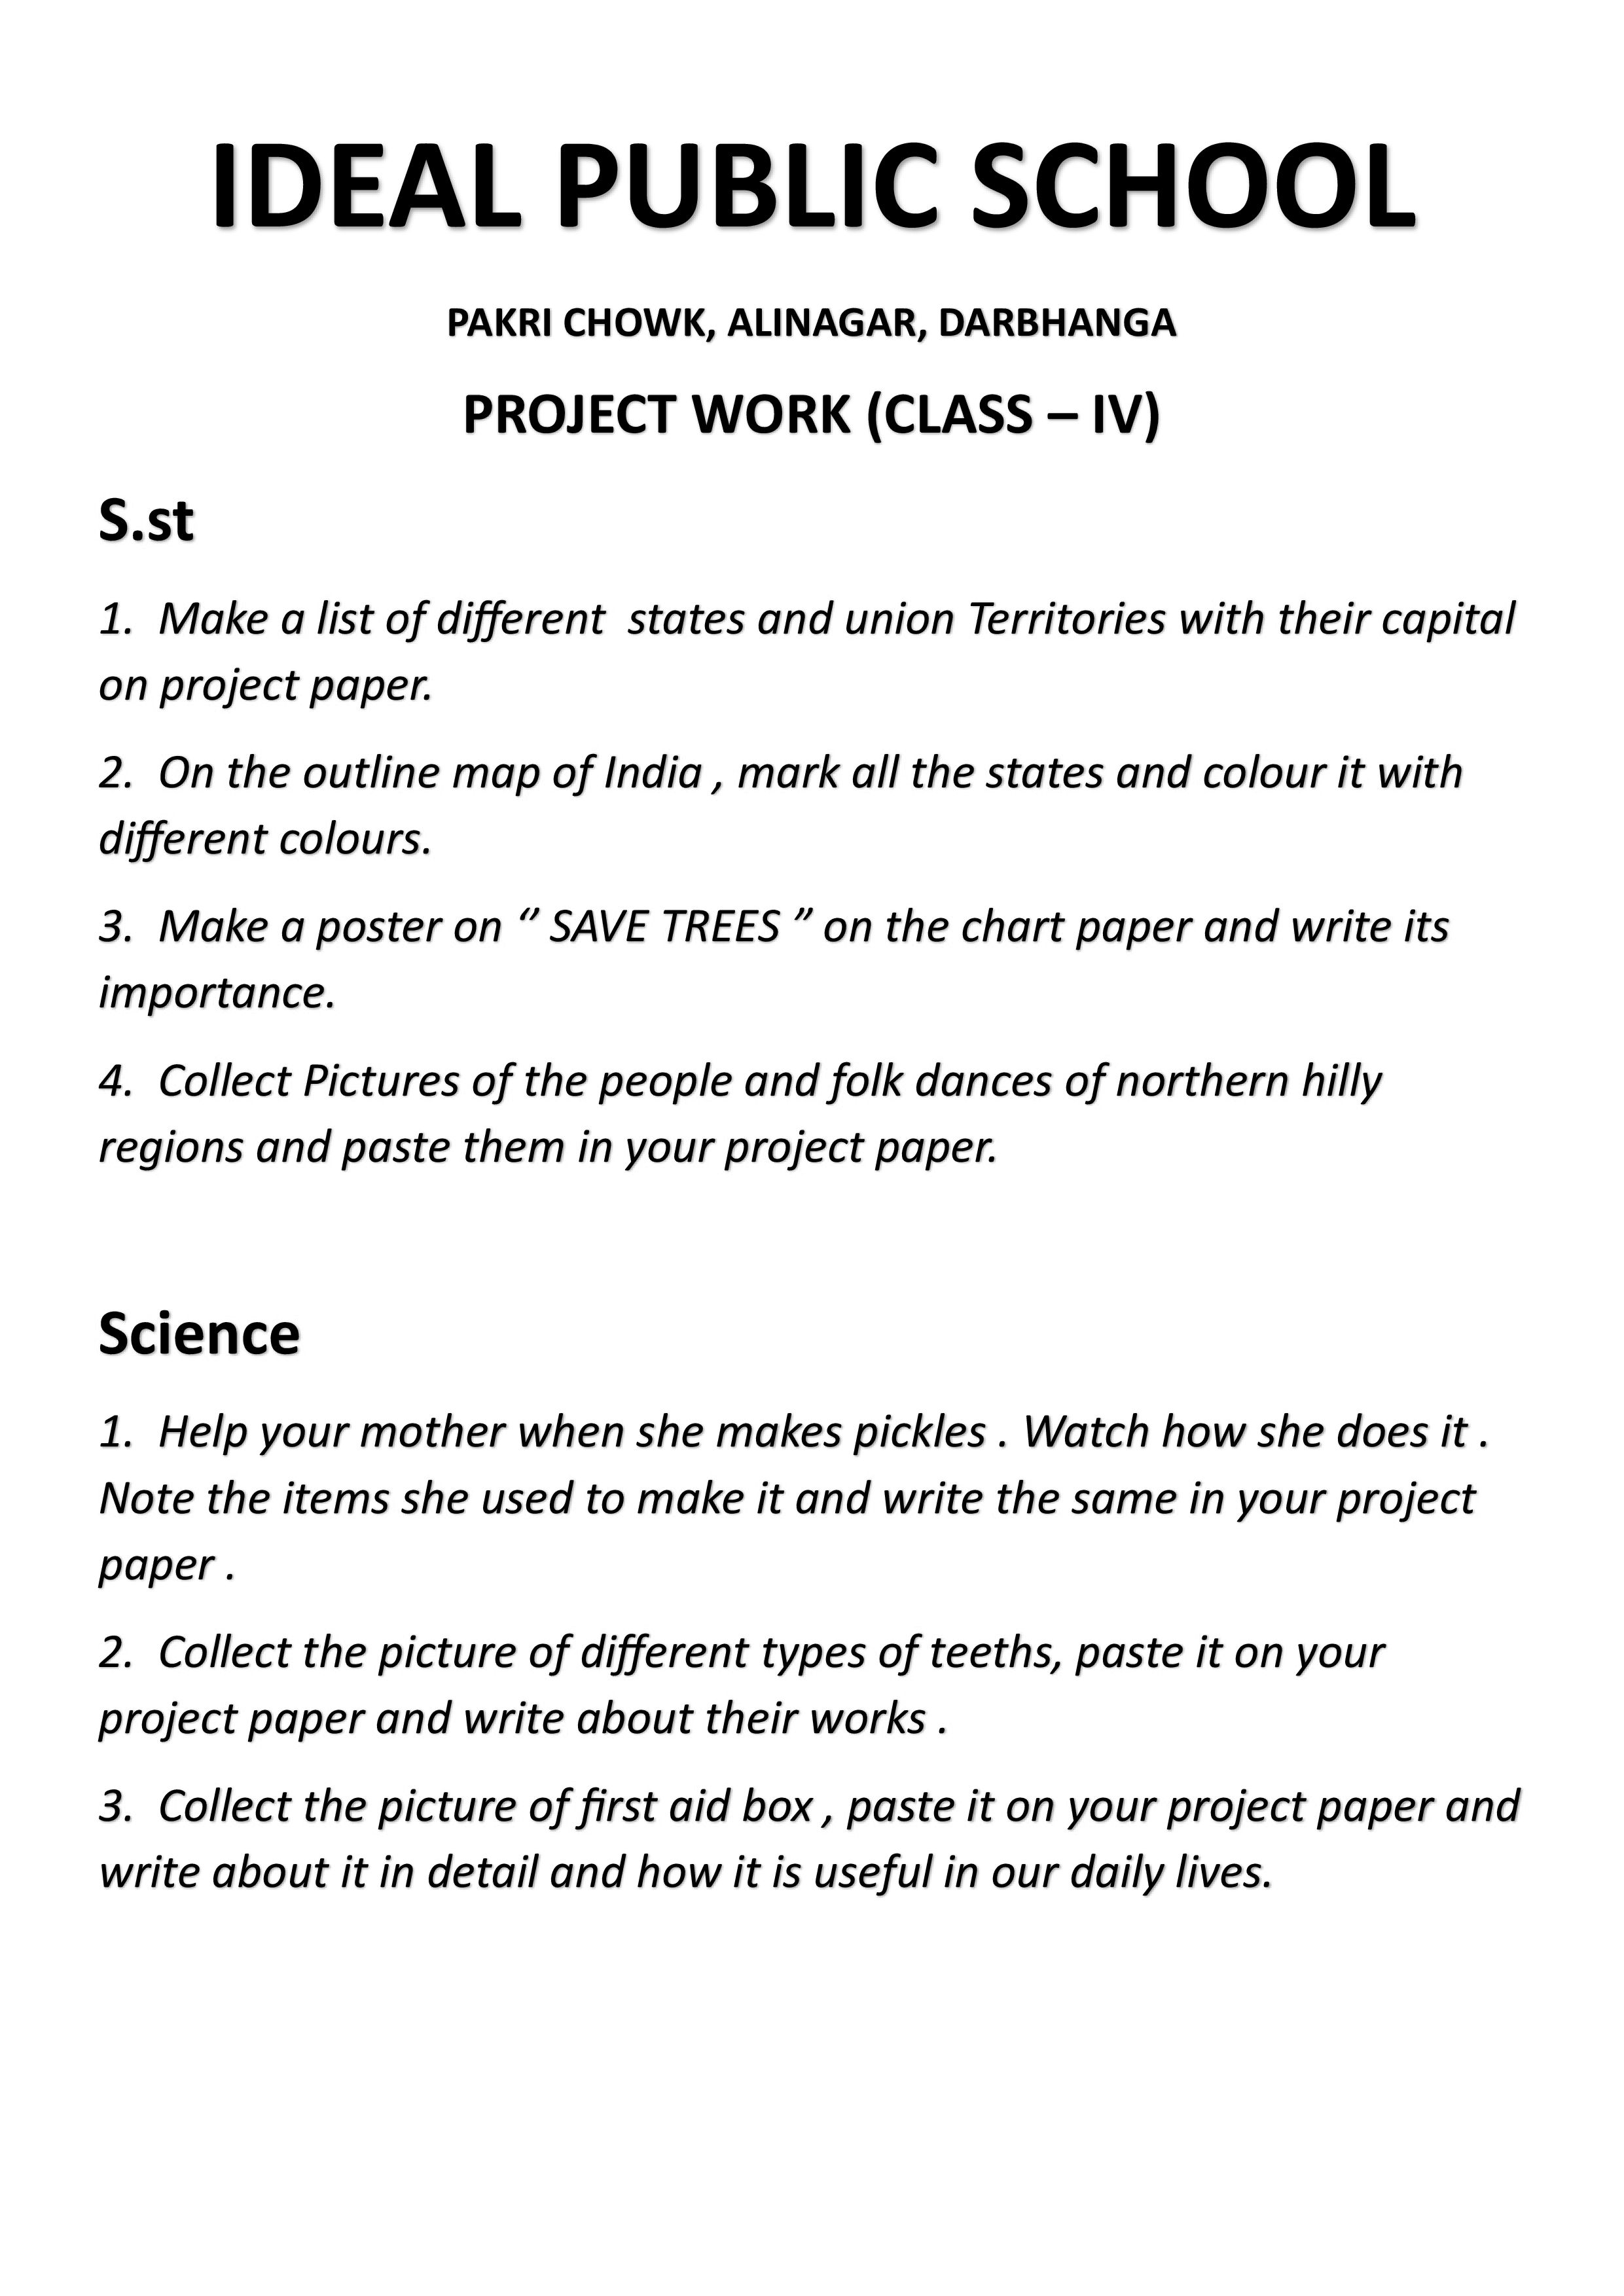 IDEAL PUBLIC SCHOOL
PAKRI CHOWK, ALINAGAR, DARBHANGA
PROJECT WORK (CLASS – IV)
S.st
1.  Make a list of different  states and union Territories with their capital
on project paper.
2.  On the outline map of India , mark all the states and colour it with
different colours.
3.  Make a poster on ‘’ SAVE TREES ” on the chart paper and write its
importance.
4.  Collect Pictures of the people and folk dances of northern hilly
regions and paste them in your project paper.
Science
1.  Help your mother when she makes pickles . Watch how she does it .
Note the items she used to make it and write the same in your project
paper .
2.  Collect the picture of different types of teeths, paste it on your
project paper and write about their works .
3.  Collect the picture of first aid box , paste it on your project paper and
write about it in detail and how it is useful in our daily lives.